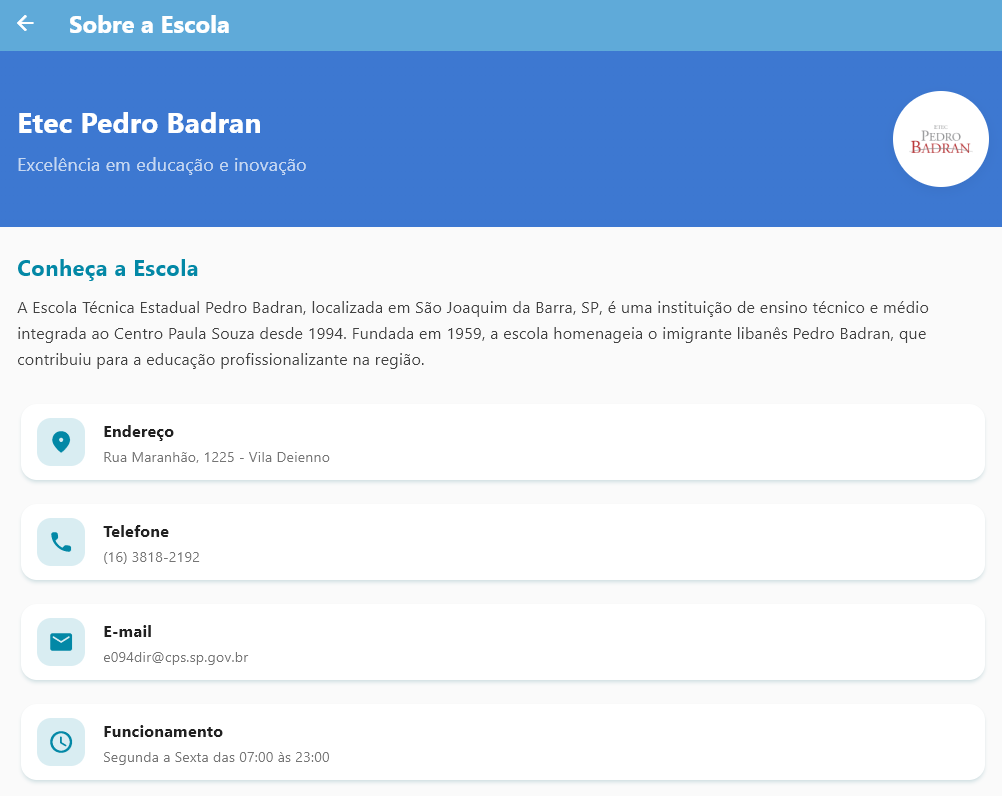 Sobre a Escola
Etec Pedro Badran
Excelência em educação e inovação
ETEC
PEDRO
BADRAN
Conheça a Escola
A Escola Técnica Estadual Pedro Badran, localizada em São Joaquim da Barra, SP, é uma instituição de ensino técnico e médio
integrada ao Centro Paula Souza desde 1994. Fundada em 1959, a escola homenageia o imigrante libanês Pedro Badran, que
contribuiu para a educação profissionalizante na região.
Endereço
Rua Maranhão, 1225 - Vila Deienno
Telefone
(16) 3818-2192
E-mail
e094dir@cps.sp.gov.br
Funcionamento
Segunda a Sexta das 07:00 às 23:00